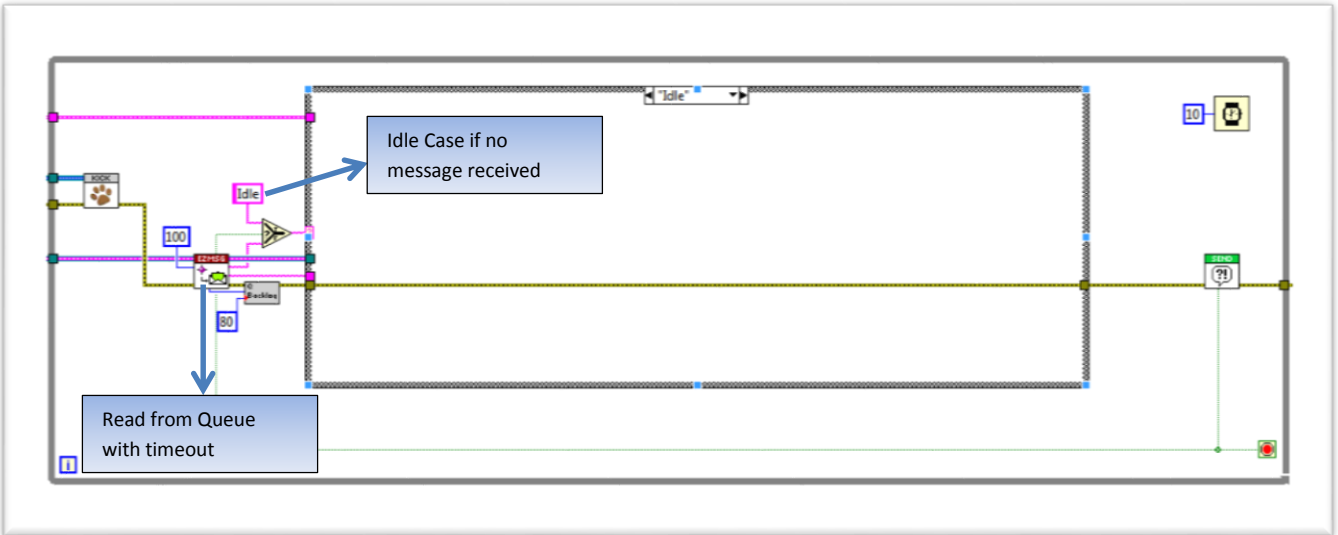 "Idle"
10
Idle Case if no
message received
KICK
Idle
100
EZMSG
SEND
?!
Backlog
80
Read from Queue
with timeout
i